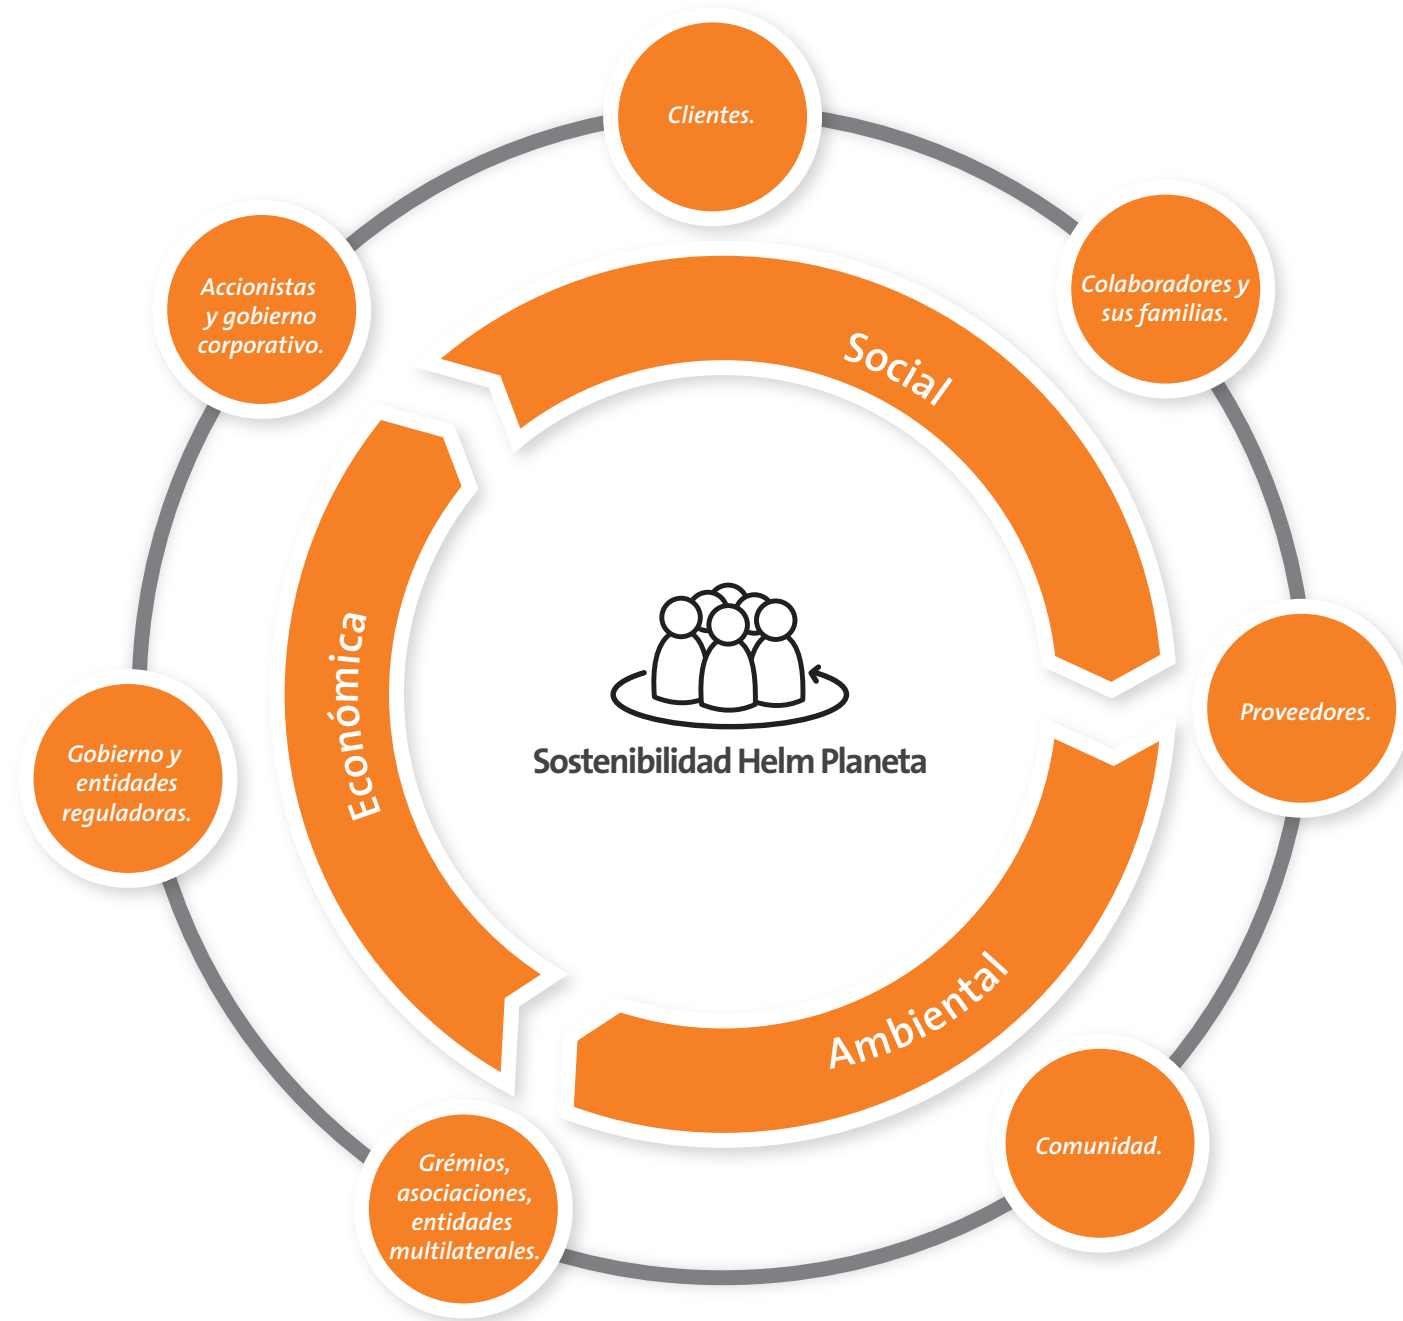 Clientes.
Colaboradores y
sus familias.
Accionistas
y gobierno
corporativo.
Social
Económica
Sostenibilidad Helm Planeta
Proveedores.
Gobierno y
entidades
reguladoras.
Ambiental
Comunidad.
Grémios,
asociaciones,
entidades
multilaterales.